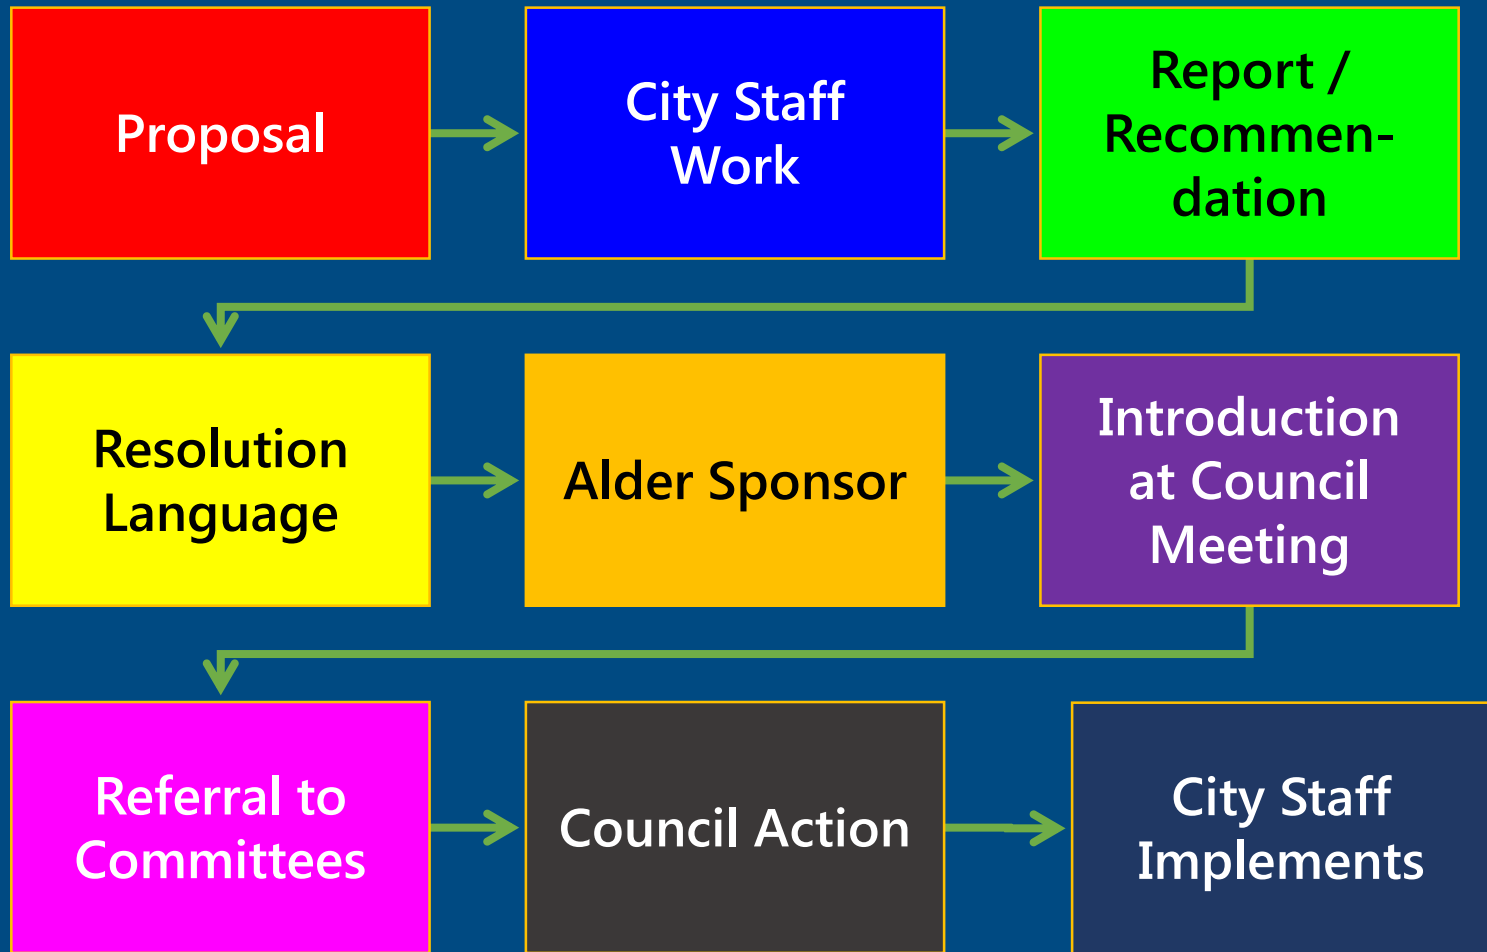 Proposal
City Staff
Work
Report /
Recommen-
dation
Resolution
Language
Alder Sponsor
Introduction
at Council
Meeting
Referral to
Committees
Council Action
City Staff
Implements